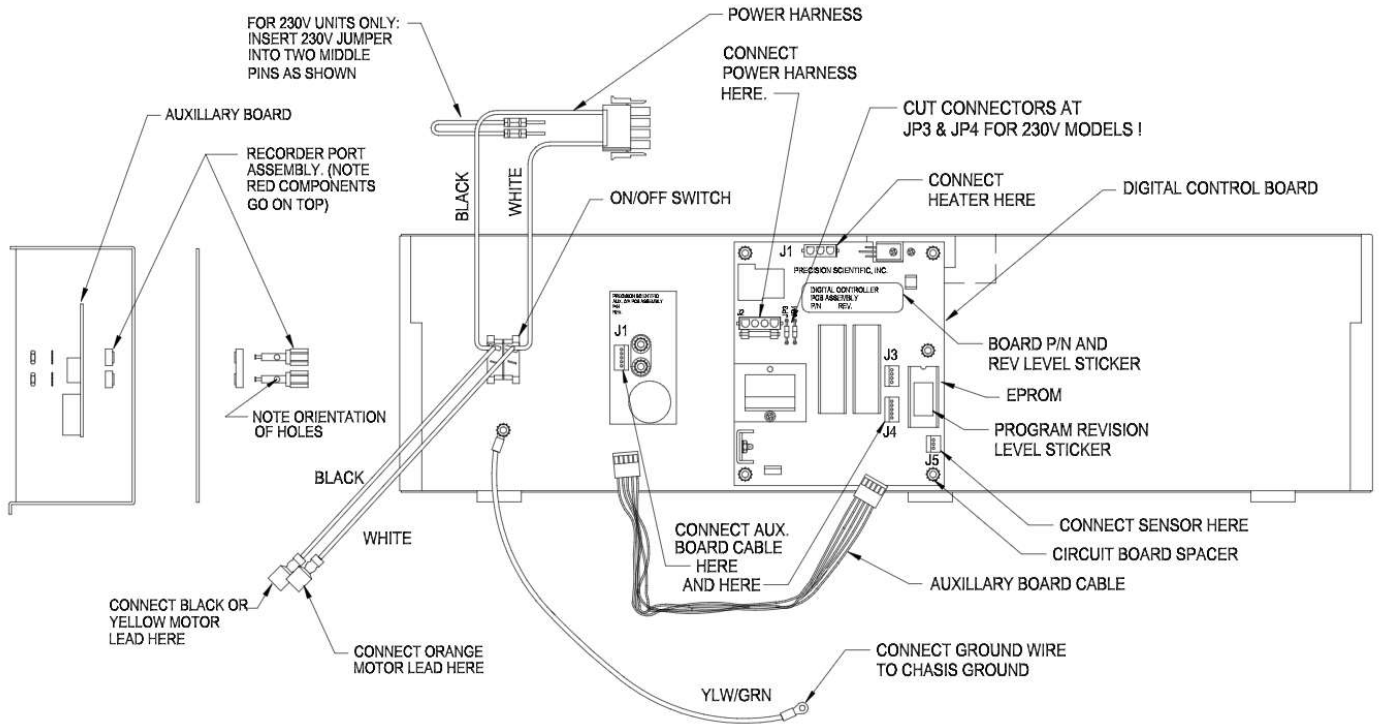 FOR 230V UNITS ONLY:
INSERT 230V JUMPER
INTO TWO MIDDLE
PINS AS SHOWN
POWER HARNESS
CONNECT
POWER HARNESS
HERE.
CUT CONNECTORS AT
JP3 & JP4 FOR 230V MODELS !
AUXILLARY BOARD
RECORDER PORT
ASSEMBLY. (NOTE
RED COMPONENTS
GO ON TOP)
BLACK
WHITE
ON/OFF SWITCH
CONNECT
HEATER HERE
DIGITAL CONTROL BOARD
J1
PRECISION SCIENTIFIC, INC.
DIGITAL CONTROLLER
PCB ASSEMBLY
P/N REV.
JP3
J1
J3
J4
J5
BOARD P/N AND
REV LEVEL STICKER
EPROM
PROGRAM REVISION
LEVEL STICKER
NOTE ORIENTATION
OF HOLES
BLACK
WHITE
CONNECT AUX.
BOARD CABLE
HERE
AND HERE
CONNECT SENSOR HERE
CIRCUIT BOARD SPACER
AUXILLARY BOARD CABLE
CONNECT BLACK OR
YELLOW MOTOR
LEAD HERE
CONNECT ORANGE
MOTOR LEAD HERE
YLW/GRN
CONNECT GROUND WIRE
TO CHASIS GROUND